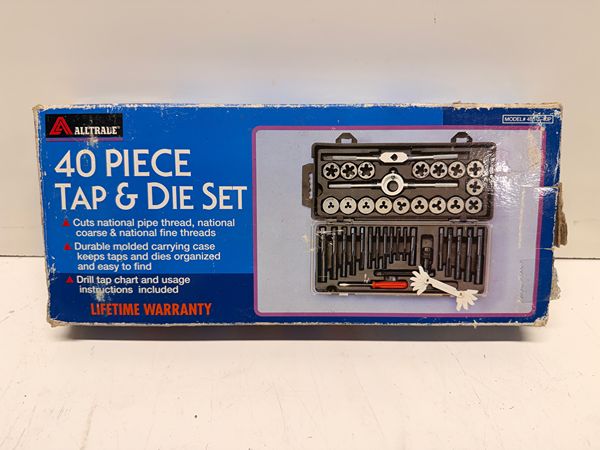 ALLTRADE
MODEL#
40 PIECE
TAP & DIE SET
Cuts national pipe thread, national
coarse & national fine threads
Durable molded carrying case
keeps taps and dies organized
and easy to find
Drill tap chart and usage
instructions included
LIFETIME WARRANTY